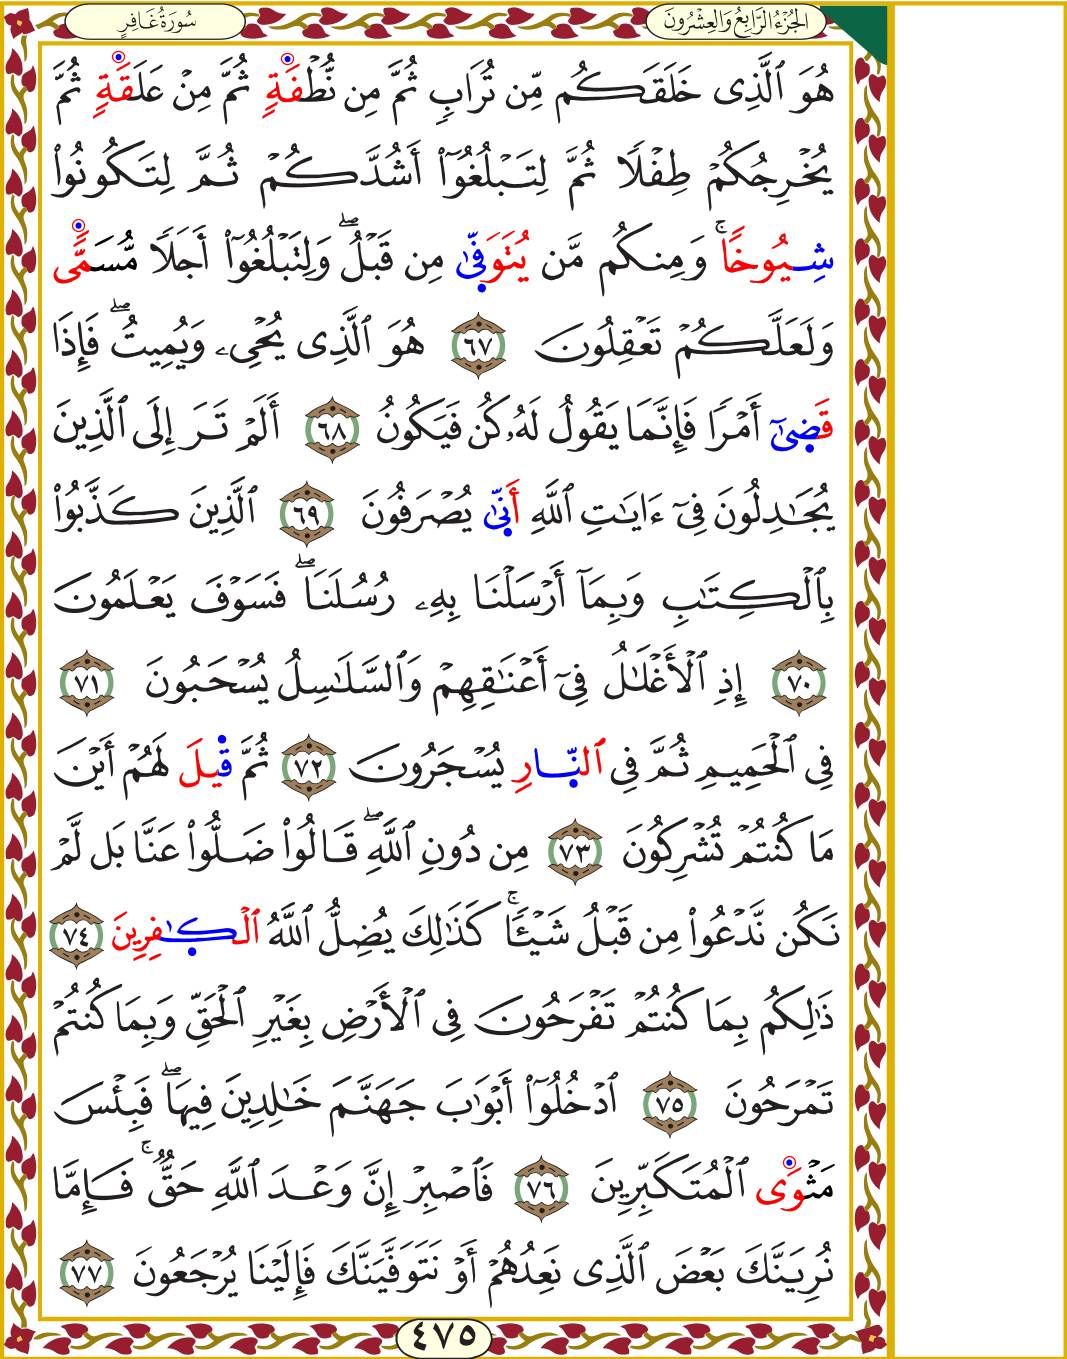 الجُزْءُ الرَّابِعُ وَالعِشْرُونَ
سُورَةُ غَافِرٍ
هُوَ ٱلَّذِى خَلَقَكُم مِّن تُرَابٍ ثُمَّ مِن نُّطْفَةٍ ثُمَّ مِنْ عَلَقَةٍ ثُمَّ
يُخْرِجُكُمْ طِفْلًا ثُمَّ لِتَبْلُغُوٓا۟ أَشُدَّكُمْ ثُمَّ لِتَكُونُوا۟
شِيُوخًاۚ وَمِنكُم مَّن يُتَوَفَّىٰ مِن قَبْلُۖ وَلِتَبْلُغُوٓا۟ أَجَلًا مُّسَمًّى
وَلَعَلَّكُمْ تَعْقِلُونَ ٦٧ هُوَ ٱلَّذِى يُحْىِۦ وَيُمِيتُۖ فَإِذَا
قَضَىٰٓ أَمْرًا فَإِنَّمَا يَقُولُ لَهُۥ كُن فَيَكُونُ ٦٨ أَلَمْ تَرَ إِلَى ٱلَّذِينَ
يُجَـٰدِلُونَ فِىٓ ءَايَـٰتِ ٱللَّهِ أَنَّىٰ يُصْرَفُونَ ٦٩ ٱلَّذِينَ كَذَّبُوا۟
بِٱلْكِتَـٰبِ وَبِمَآ أَرْسَلْنَا بِهِۦ رُسُلَنَاۖ فَسَوْفَ يَعْلَمُونَ
٧٠ إِذِ ٱلْأَغْلَـٰلُ فِىٓ أَعْنَـٰقِهِمْ وَٱلسَّلَـٰسِلُ يُسْحَبُونَ ٧١
فِى ٱلْحَمِيمِ ثُمَّ فِى ٱلنَّارِ يُسْجَرُونَ ٧٢ ثُمَّ قِيلَ لَهُمْ أَيْنَ
مَا كُنتُمْ تُشْرِكُونَ ٧٣ مِن دُونِ ٱللَّهِۖ قَالُوا۟ ضَلُّوا۟ عَنَّا بَل لَّمْ
نَكُن نَّدْعُوا۟ مِن قَبْلُ شَيْـًٔاۚ كَذَٰلِكَ يُضِلُّ ٱللَّهُ ٱلْكَـٰفِرِينَ ٧٤
ذَٰلِكُم بِمَا كُنتُمْ تَفْرَحُونَ فِى ٱلْأَرْضِ بِغَيْرِ ٱلْحَقِّ وَبِمَا كُنتُمْ
تَمْرَحُونَ ٧٥ ٱدْخُلُوٓا۟ أَبْوَٰبَ جَهَنَّمَ خَـٰلِدِينَ فِيهَاۖ فَبِئْسَ
مَثْوَى ٱلْمُتَكَبِّرِينَ ٧٦ فَٱصْبِرْ إِنَّ وَعْدَ ٱللَّهِ حَقٌّۚ فَإِمَّا
نُرِيَنَّكَ بَعْضَ ٱلَّذِى نَعِدُهُمْ أَوْ نَتَوَفَّيَنَّكَ فَإِلَيْنَا يُرْجَعُونَ ٧٧
٤٧٥